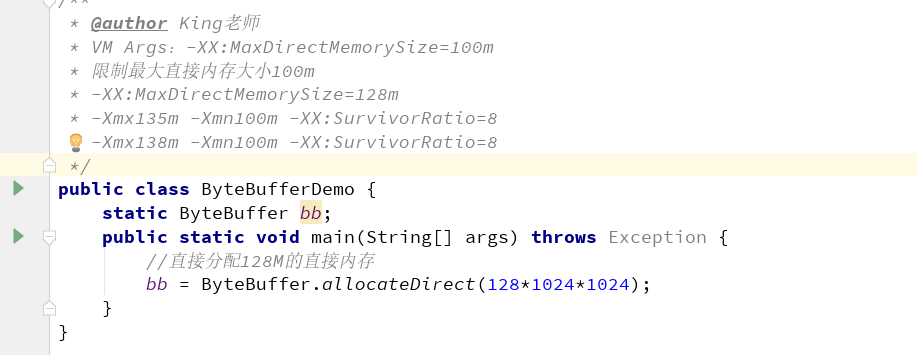 /**
* @author King老师
* VM Args：-XX:MaxDirectMemorySize=100m
* 限制最大直接内存大小100m
* -XX:MaxDirectMemorySize=128m
* -Xmx135m -Xmn100m -XX:SurvivorRatio=8
-Xmx138m -Xmn100m -XX:SurvivorRatio=8
*/
public class ByteBufferDemo {
static ByteBuffer bb;
public static void main(String[] args) throws Exception {
//直接分配128M的直接内存
bb = ByteBuffer.allocateDirect(128*1024*1024);
}
}